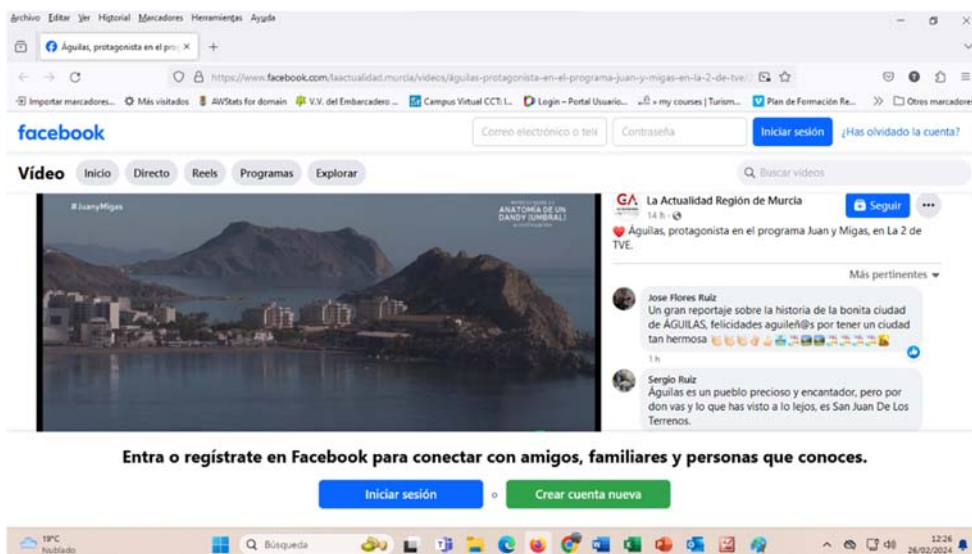 Archivo Editar Ver Historial Marcadores Herramientas Ayuda
Águilas, protagonista en el pro
https://www.facebook.com/laactualidad.murcia/videos/águilas-protagonista-en-el-programa-juan-y-migas-en-la-2-de-tve/
Importar marcadores... Más visitados AWStats for domain V.V. del Embarcadero ... Campus Virtual CCT: L... Login – Portal Usuario... » my courses | Turism... Plan de Formación Re... Otros marcadores
facebook
Correo electrónico o telé Contraseña Iniciar sesión ¿Has olvidado la cuenta?
Vídeo Inicio Directo Reels Programas Explorar Buscar vídeos
#JuanyMigas
ANATOMÍA DE UN
DANDY (UMBRAL)
La Actualidad Región de Murcia
Seguir
14 h
❤️ Águilas, protagonista en el programa Juan y Migas, en La 2 de
TVE.
Más pertinentes
Jose Flores Ruiz
Un gran reportaje sobre la historia de la bonita ciudad
de ÁGUILAS, felicidades aguileñ@s por tener un ciudad
tan hermosa
1 h
Sergio Ruiz
Águilas es un pueblo precioso y encantador, pero por
don vas y lo que has visto a lo lejos, es San Juan De Los
Terrenos.
Entra o regístrate en Facebook para conectar con amigos, familiares y personas que conoces.
Iniciar sesión o Crear cuenta nueva
19°C
Nublado
Búsqueda
12:26
26/02/2024